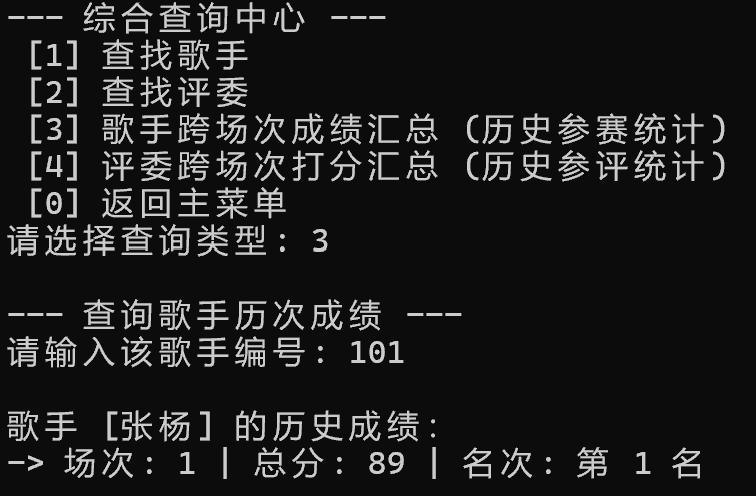 --- 综合查询中心 ---
[1] 查找歌手
[2] 查找评委
[3] 歌手跨场次成绩汇总 (历史参赛统计)
[4] 评委跨场次打分汇总 (历史参评统计)
[0] 返回主菜单
请选择查询类型: 3
--- 查询歌手历次成绩 ---
请输入该歌手编号: 101
歌手 [张杨] 的历史成绩:
-> 场次: 1 | 总分: 89 | 名次: 第 1 名